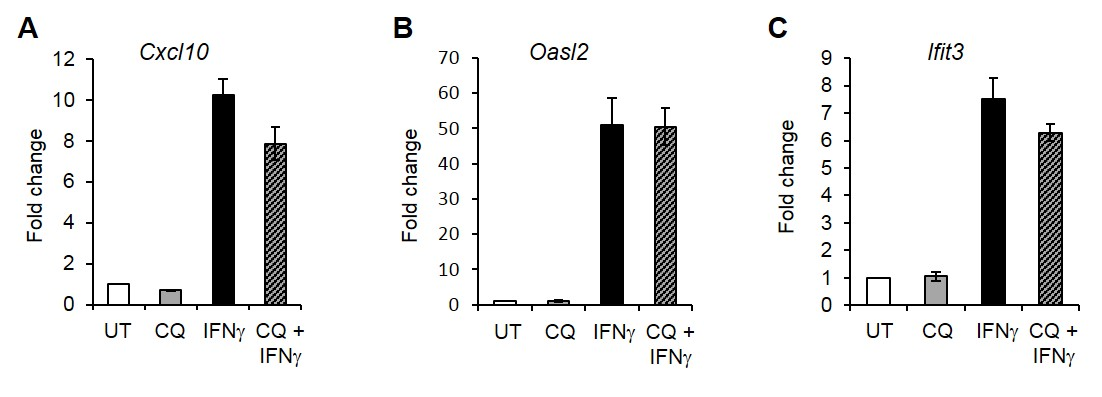 A
Cxcl10
Fold change
12
10
8
6
4
2
0
UT CQ IFNγ CQ +
IFNγ
B
Oasl2
Fold change
70
60
50
40
30
20
10
0
UT CQ IFNγ CQ +
IFNγ
C
Ifit3
Fold change
9
8
7
6
5
4
3
2
1
0
UT CQ IFNγ CQ +
IFNγ